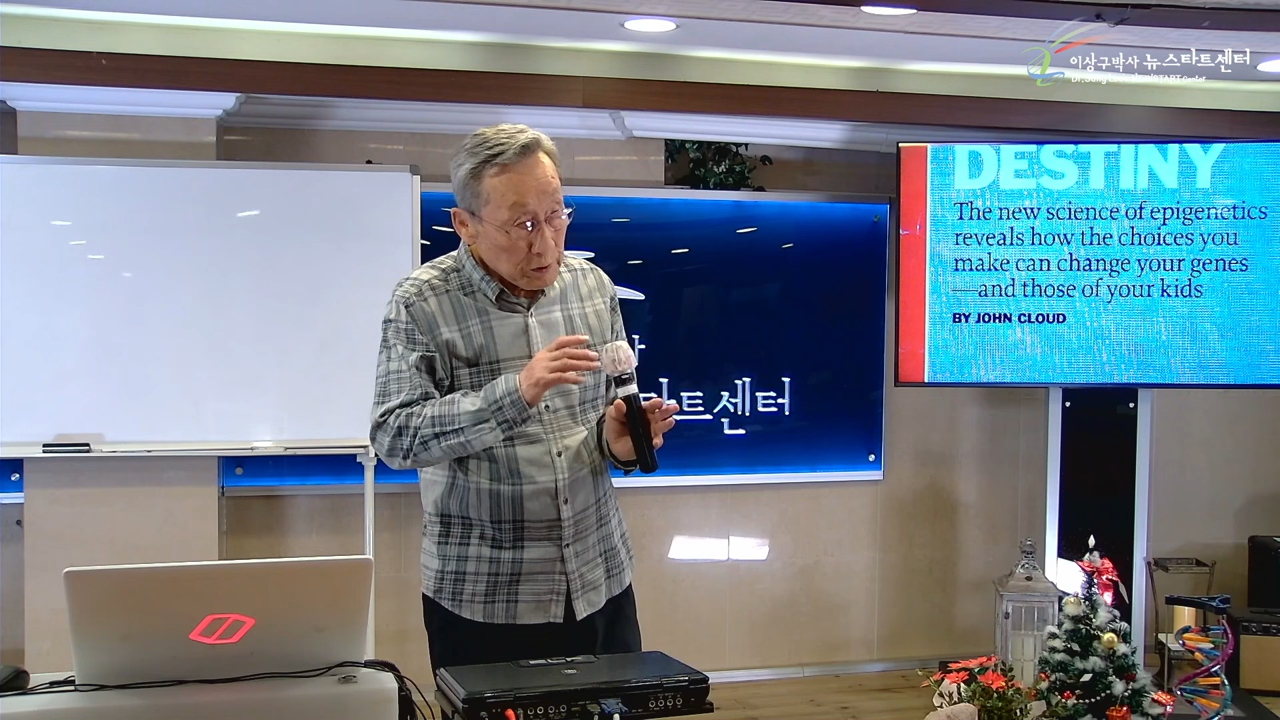 이상구박사 뉴스타트센터
DESTINY
The new science of epigenetics
reveals how the choices you
make can change your genes
—and those of your kids
BY JOHN CLOUD
타트센터